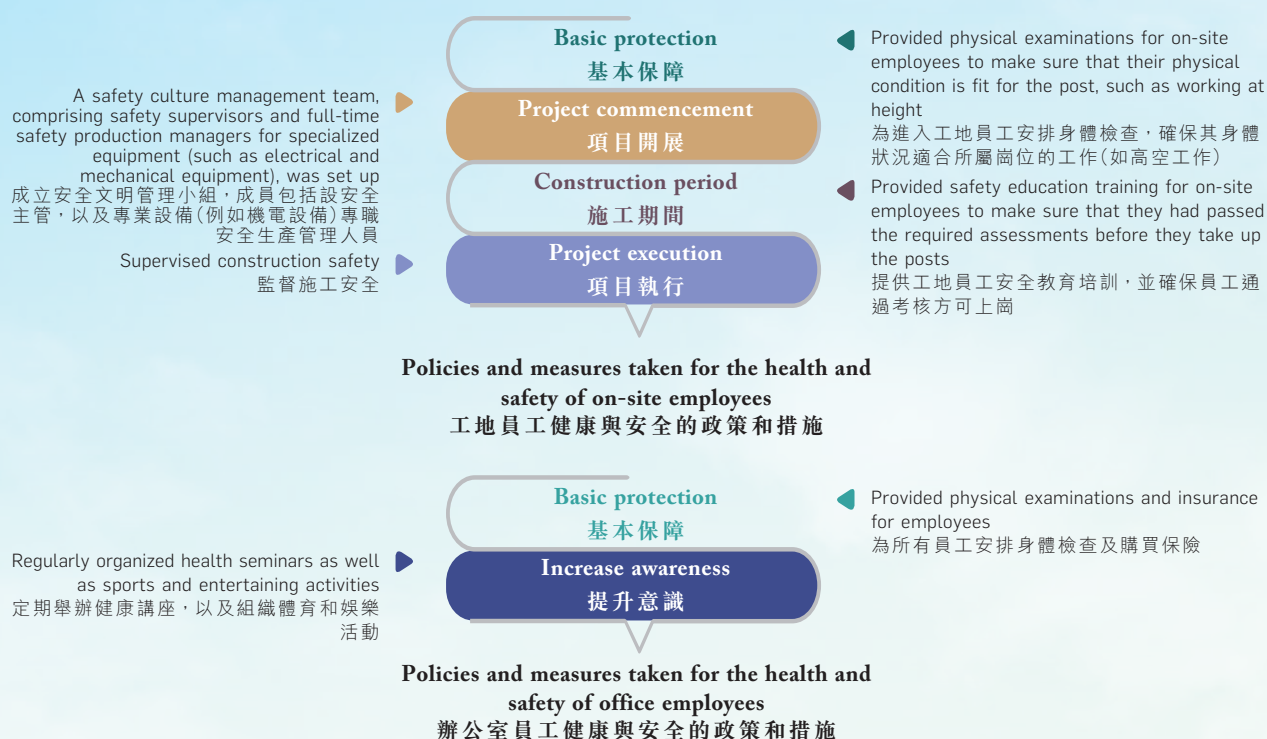 Basic protection
基本保障
Provided physical examinations for on-site
employees to make sure that their physical
condition is fit for the post, such as working at
height
為進入工地員工安排身體檢查，確保其身體
狀況適合所屬崗位的工作(如高空工作)
A safety culture management team,
comprising safety supervisors and full-time
safety production managers for specialized
equipment (such as electrical and
mechanical equipment), was set up
成立安全文明管理小組，成員包括設安全
主管，以及專業設備(例如機電設備)專職
安全生產管理人員
Project commencement
項目開展
Construction period
施工期間
Provided safety education training for on-site
employees to make sure that they had passed
the required assessments before they take up
the posts
提供工地員工安全教育培訓，並確保員工通
過考核方可上崗
Supervised construction safety
監督施工安全
Project execution
項目執行
Policies and measures taken for the health and
safety of on-site employees
工地員工健康與安全的政策和措施
Basic protection
基本保障
Provided physical examinations and insurance
for employees
為所有員工安排身體檢查及購買保險
Regularly organized health seminars as well
as sports and entertaining activities
定期舉辦健康講座，以及組織體育和娛樂
活動
Increase awareness
提升意識
Policies and measures taken for the health and
safety of office employees
辦公室員工健康與安全的政策和措施